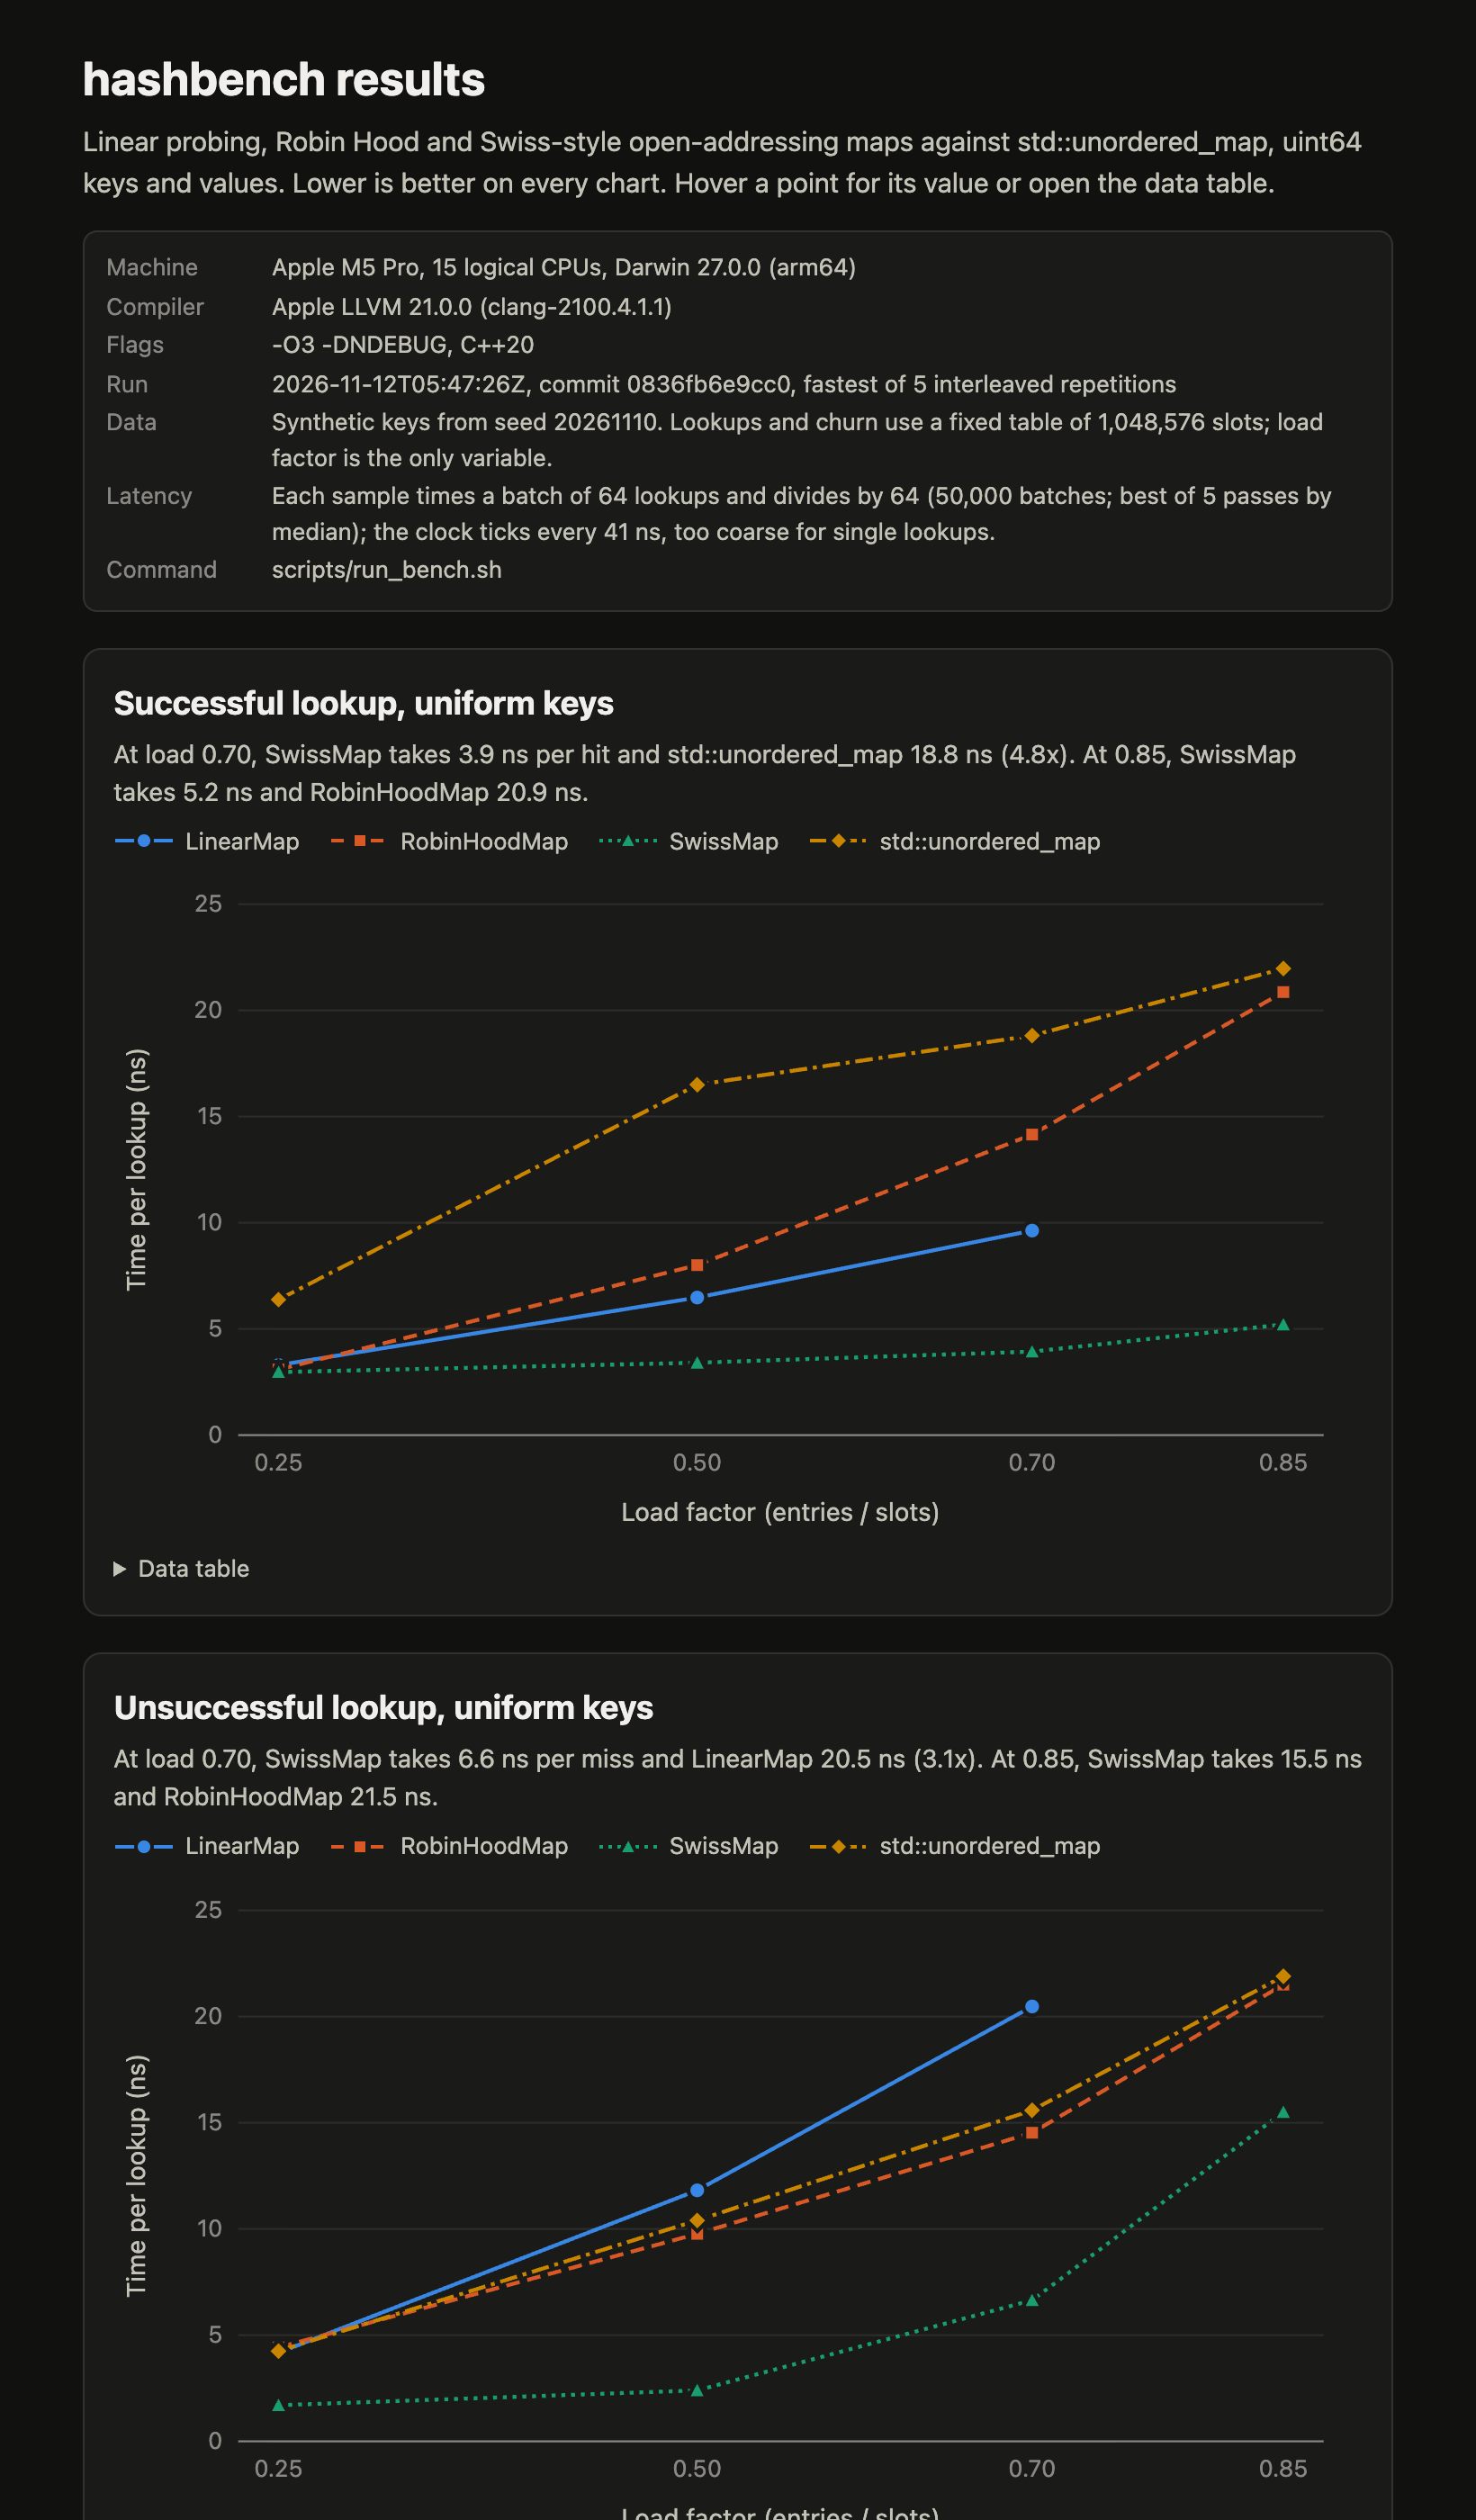 hashbench results
Linear probing, Robin Hood and Swiss-style open-addressing maps against std::unordered_map, uint64
keys and values. Lower is better on every chart. Hover a point for its value or open the data table.
Machine Apple M5 Pro, 15 logical CPUs, Darwin 27.0.0 (arm64)
Compiler Apple LLVM 21.0.0 (clang-2100.4.1.1)
Flags -O3 -DNDEBUG, C++20
Run 2026-11-12T05:47:26Z, commit 0836fb6e9cc0, fastest of 5 interleaved repetitions
Data Synthetic keys from seed 20261110. Lookups and churn use a fixed table of 1,048,576 slots; load
factor is the only variable.
Latency Each sample times a batch of 64 lookups and divides by 64 (50,000 batches; best of 5 passes by
median); the clock ticks every 41 ns, too coarse for single lookups.
Command scripts/run_bench.sh
Successful lookup, uniform keys
At load 0.70, SwissMap takes 3.9 ns per hit and std::unordered_map 18.8 ns (4.8x). At 0.85, SwissMap
takes 5.2 ns and RobinHoodMap 20.9 ns.
LinearMap RobinHoodMap SwissMap std::unordered_map
25
20
15
10
5
0
Time per lookup (ns)
0.25 0.50 0.70 0.85
Load factor (entries / slots)
▶ Data table
Unsuccessful lookup, uniform keys
At load 0.70, SwissMap takes 6.6 ns per miss and LinearMap 20.5 ns (3.1x). At 0.85, SwissMap takes 15.5 ns
and RobinHoodMap 21.5 ns.
LinearMap RobinHoodMap SwissMap std::unordered_map
25
20
15
10
5
0
Time per lookup (ns)
0.25 0.50 0.70 0.85
Load factor (entries / slots)